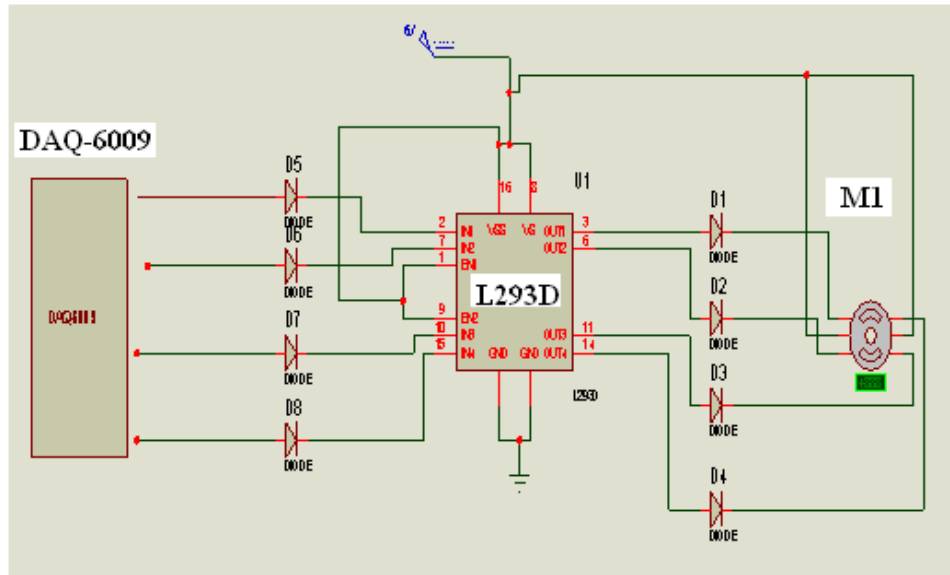 DAQ-6009
D5
DIODE
D6
DIODE
D7
DIODE
D8
DIODE
U1
16
8
VSS
VS
2
IN1
7
IN2
1
EN1
9
EN2
10
IN3
15
IN4
OUT1
3
OUT2
6
OUT3
11
OUT4
14
GND
GND
L293D
L293D
D1
DIODE
D2
DIODE
D3
DIODE
D4
DIODE
M1